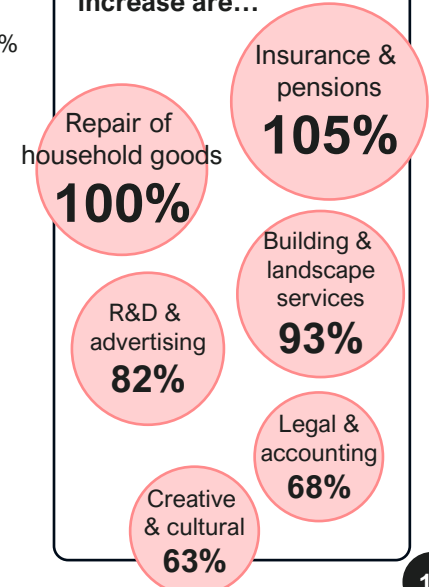 increase are…
%
Insurance &
pensions
105%
Repair of
household goods
100%
Building &
landscape
services
93%
R&D &
advertising
82%
Legal &
accounting
68%
Creative
& cultural
63%